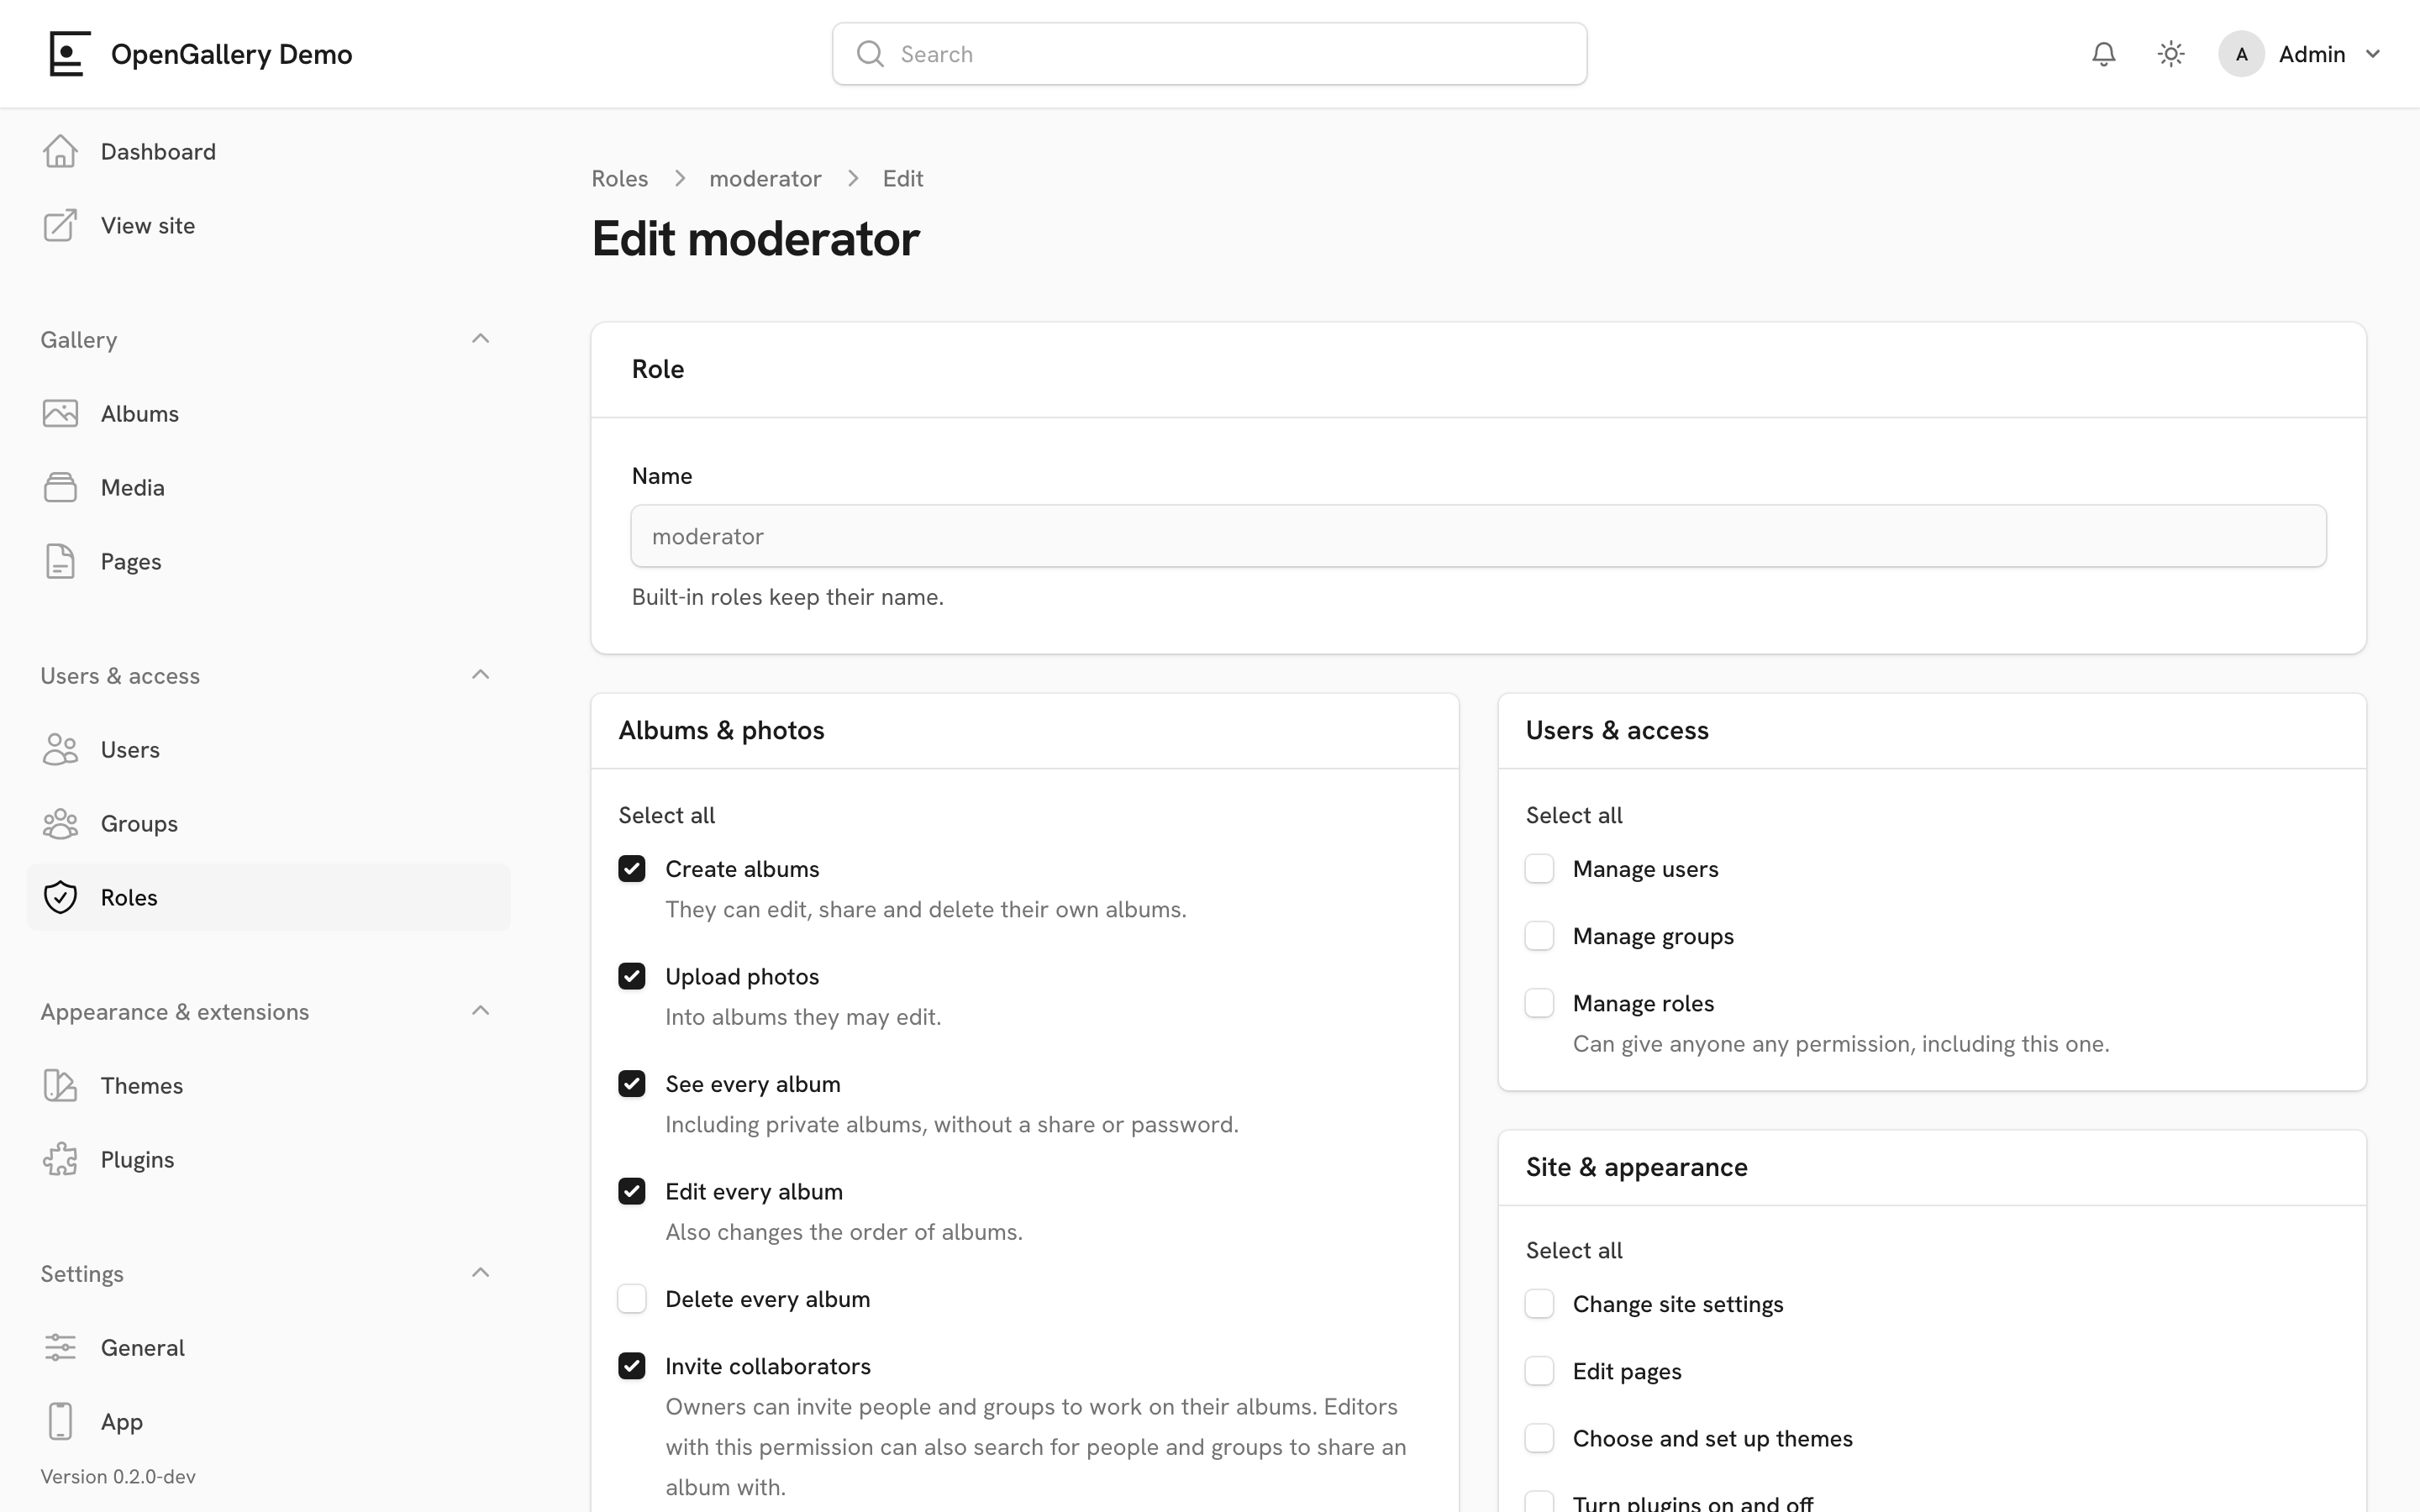 OpenGallery Demo
Search
A
Admin
Dashboard
View site
Gallery
Albums
Media
Pages
Users & access
Users
Groups
Roles
Appearance & extensions
Themes
Plugins
Settings
General
App
Version 0.2.0-dev
Roles
moderator
Edit
Edit moderator
Role
Name
moderator
Built-in roles keep their name.
Albums & photos
Select all
Create albums
They can edit, share and delete their own albums.
Upload photos
Into albums they may edit.
See every album
Including private albums, without a share or password.
Edit every album
Also changes the order of albums.
Delete every album
Invite collaborators
Owners can invite people and groups to work on their albums. Editors
with this permission can also search for people and groups to share an
album with.
Users & access
Select all
Manage users
Manage groups
Manage roles
Can give anyone any permission, including this one.
Site & appearance
Select all
Change site settings
Edit pages
Choose and set up themes
Turn plugins on and off